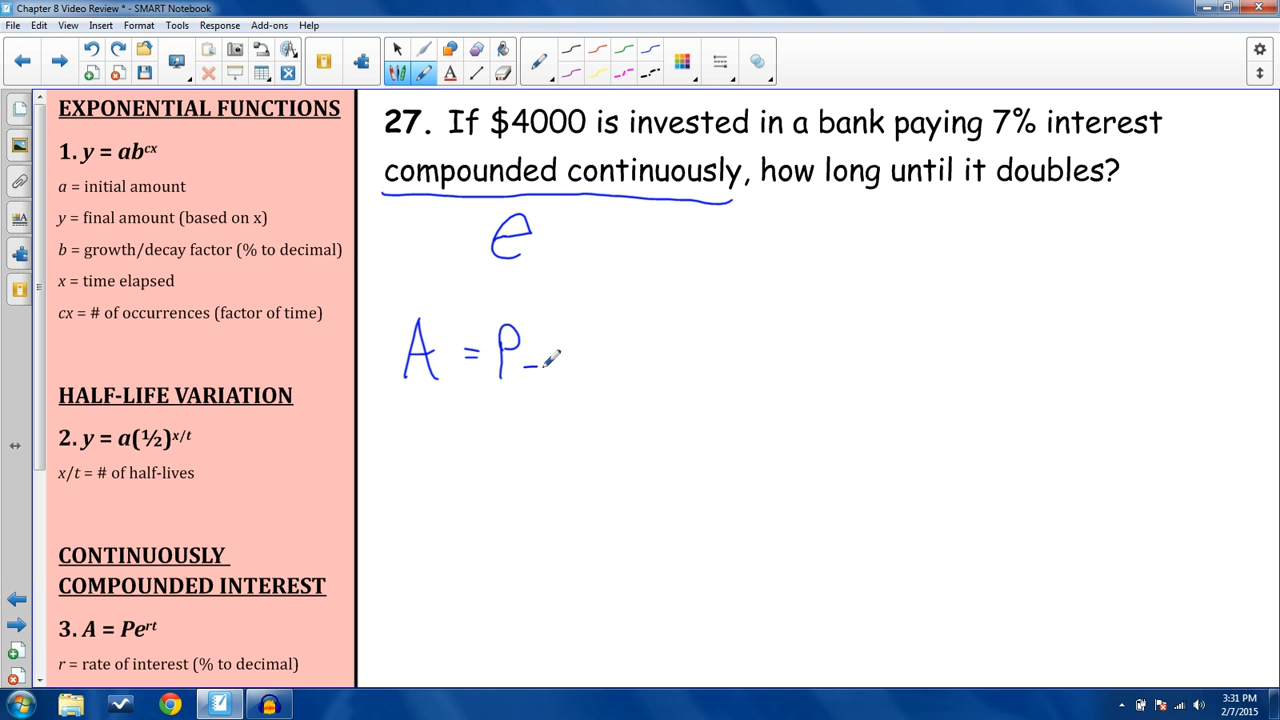 Chapter 8 Video Review * - SMART Notebook
File Edit View Insert Format Tools Response Add-ons Help
EXPONENTIAL FUNCTIONS
1. y = ab^cx
a = initial amount
y = final amount (based on x)
b = growth/decay factor (% to decimal)
x = time elapsed
cx = # of occurrences (factor of time)
HALF-LIFE VARIATION
2. y = a(½)^x/t
x/t = # of half-lives
CONTINUOUSLY
COMPOUNDED INTEREST
3. A = Pe^rt
r = rate of interest (% to decimal)
27. If $4000 is invested in a bank paying 7% interest
compounded continuously, how long until it doubles?
e
A = P
3:31 PM
2/7/2015